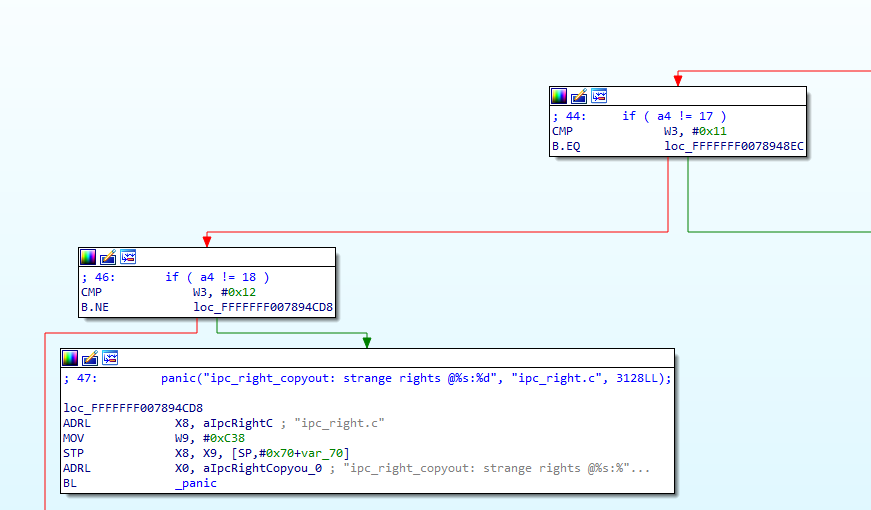 ; 44:     if ( a4 != 17 )
CMP             W3, #0x11
B.EQ            loc_FFFFFFF0078948EC
; 46:       if ( a4 != 18 )
CMP             W3, #0x12
B.NE            loc_FFFFFFF007894CD8
; 47:         panic("ipc_right_copyout: strange rights @%s:%d", "ipc_right.c", 3128LL);
loc_FFFFFFF007894CD8
ADRL            X8, aIpcRightC ; "ipc_right.c"
MOV             W9, #0xC38
STP             X8, X9, [SP,#0x70+var_70]
ADRL            X0, aIpcRightCopyou_0 ; "ipc_right_copyout: strange rights @%s:%"...
BL              _panic